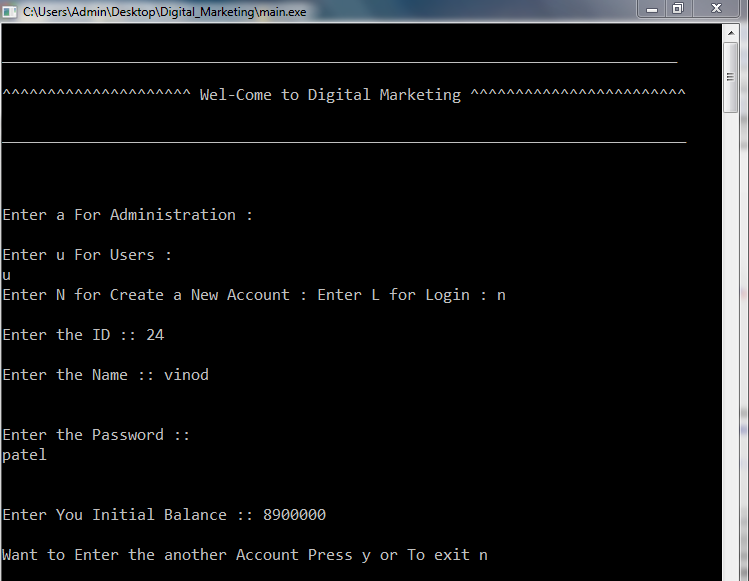 C:\Users\Admin\Desktop\Digital_Marketing\main.exe
^^^^^^^^^^^^^^^^^^^^^ Wel-Come to Digital Marketing ^^^^^^^^^^^^^^^^^^^^^^^^
Enter a For Administration :
Enter u For Users :
u
Enter N for Create a New Account : Enter L for Login : n
Enter the ID :: 24
Enter the Name :: vinod
Enter the Password ::
patel
Enter You Initial Balance :: 8900000
Want to Enter the another Account Press y or To exit n